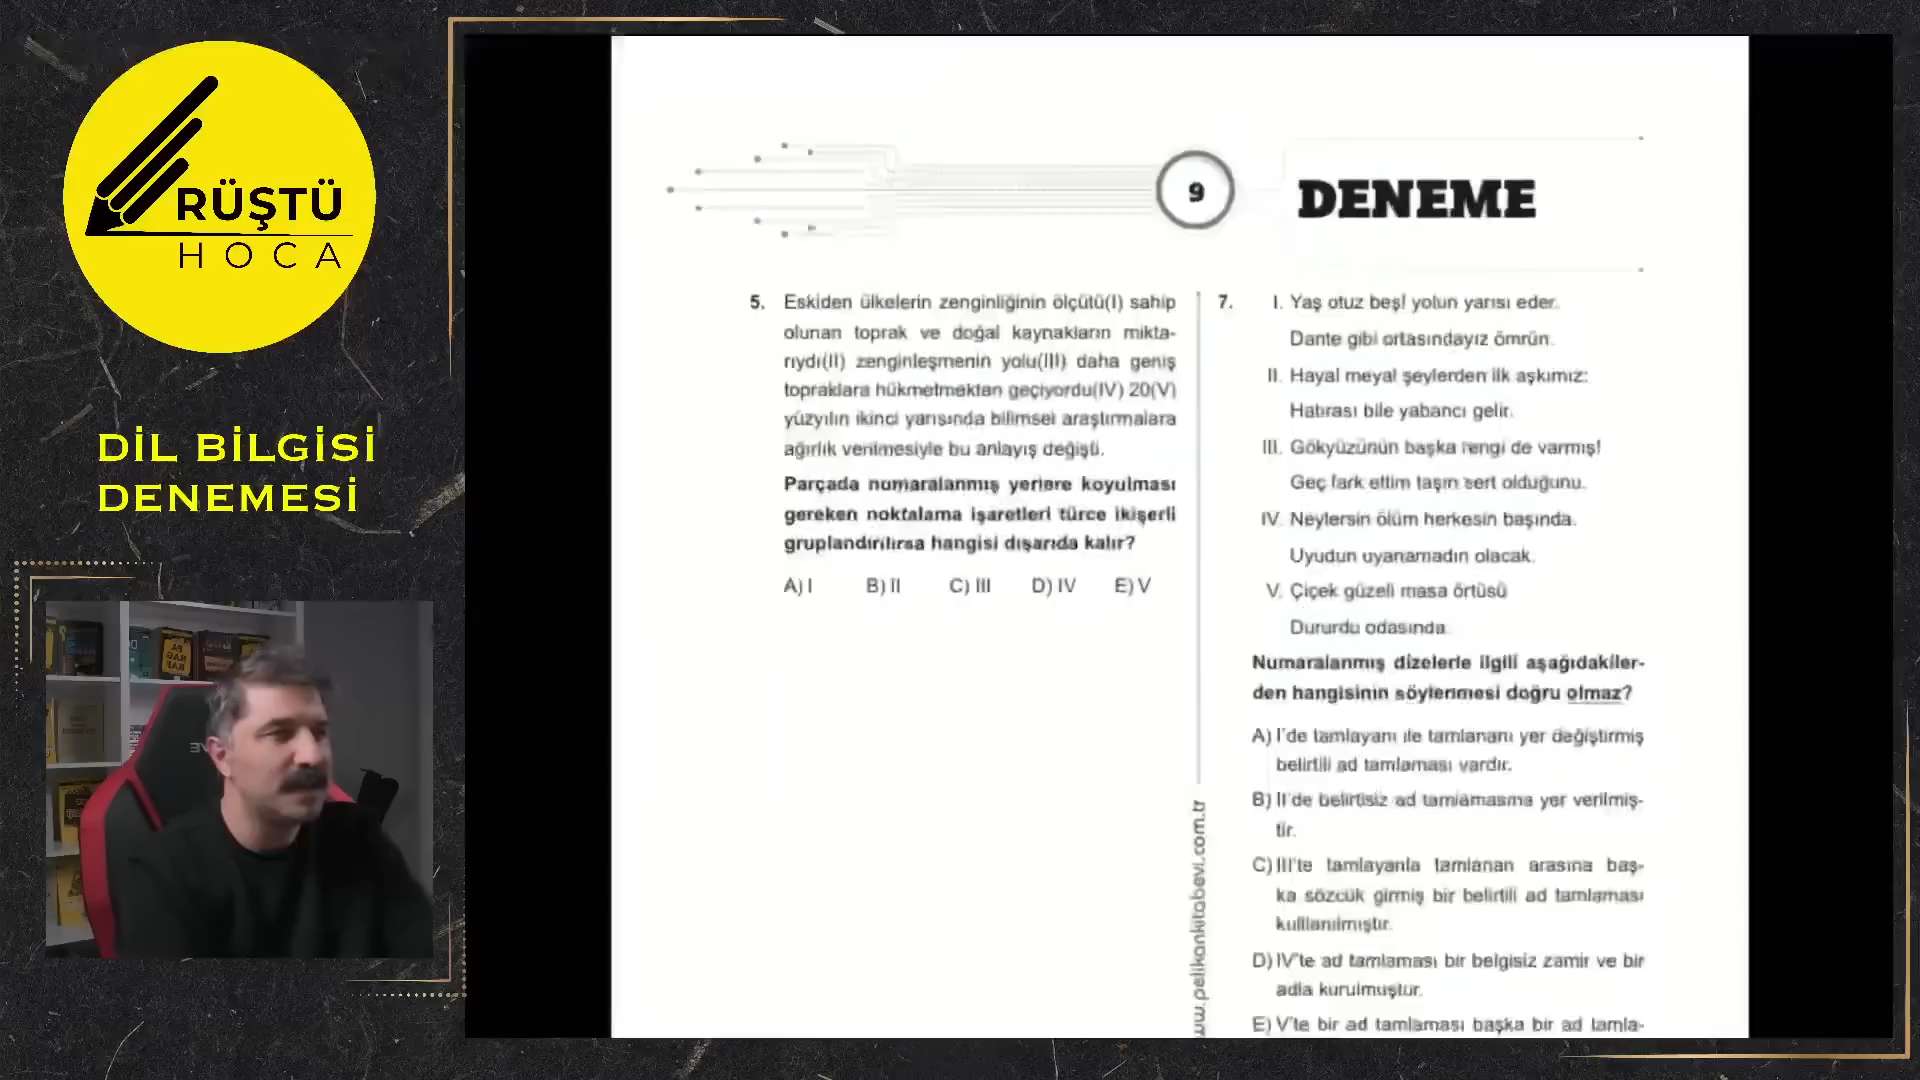 RÜŞTÜ
HOCA
DİL BİLGİSİ
DENEMESİ
9
DENEME
5. Eskiden ülkelerin zenginliğinin ölçütü(I) sahip
olunan toprak ve doğal kaynakların mikta-
rıydı(II) zenginleşmenin yolu(III) daha geniş
topraklara hükmetmekten geçiyordu(IV) 20(V)
yüzyılın ikinci yarısında bilimsel araştırmalara
ağırlık verilmesiyle bu anlayış değişti.
Parçada numaralanmış yerlere koyulması
gereken noktalama işaretleri türce ikişerli
gruplandırılırsa hangisi dışarıda kalır?
A) I B) II C) III D) IV E) V
7. I. Yaş otuz beş! yolun yarısı eder.
Dante gibi ortasındayız ömrün.
II. Hayal meyal şeylerden ilk aşkımız;
Hatırası bile yabancı gelir.
III. Gökyüzünün başka rengi de varmış!
Geç fark ettim taşın sert olduğunu.
IV. Neylersin ölüm herkesin başında.
Uyudun uyanamadın olacak.
V. Çiçek güzeli masa örtüsü
Dururdu odasında
Numaralanmış dizelerle ilgili aşağıdakiler-
den hangisinin söylenmesi doğru olmaz?
A) I'de tamlayanı ile tamlananı yer değiştirmiş
belirtili ad tamlaması vardır.
B) II'de belirtisiz ad tamlamasına yer verilmiş-
tir.
C) III'te tamlayanla tamlanan arasına baş-
ka sözcük girmiş bir belirtili ad tamlaması
kullanılmıştır.
D) IV'te ad tamlaması bir belgisiz zamir ve bir
adla kurulmuştur.
E) V'te bir ad tamlaması başka bir ad tamla-
www.pelikankitabevi.com.tr